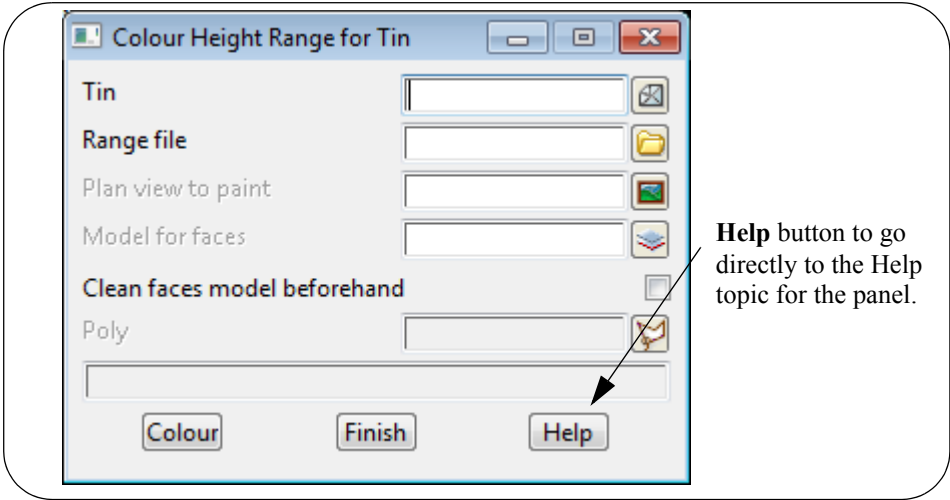 Colour Height Range for Tin
Tin
Range file
Plan view to paint
Model for faces
Clean faces model beforehand
Poly
Colour Finish Help
Help button to go
directly to the Help
topic for the panel.